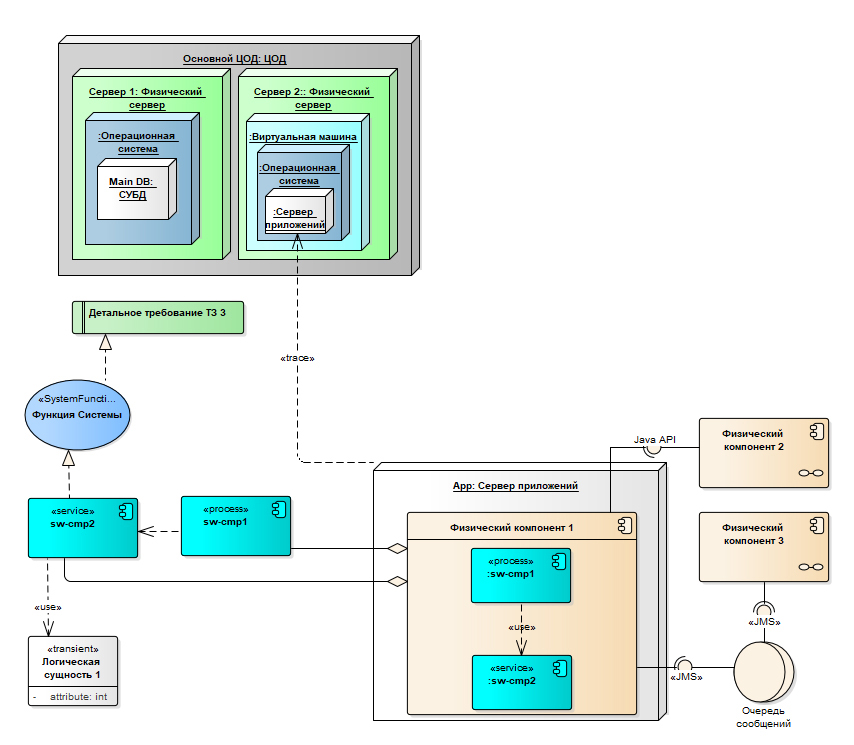 Основной ЦОД: ЦОД
Сервер 1: Физический
сервер
:Операционная
система
Main DB:
СУБД
Сервер 2:: Физический
сервер
:Виртуальная машина
:Операционная
система
:Сервер
приложений
Детальное требование ТЗ 3
«trace»
«SystemFuncti...
Функция Системы
«service»
sw-cmp2
«process»
sw-cmp1
«use»
«transient»
Логическая
сущность 1
- attribute: int
App: Сервер приложений
Физический компонент 1
«process»
:sw-cmp1
«use»
«service»
:sw-cmp2
Java API
Физический
компонент 2
Физический
компонент 3
«JMS»
«JMS»
Очередь
сообщений